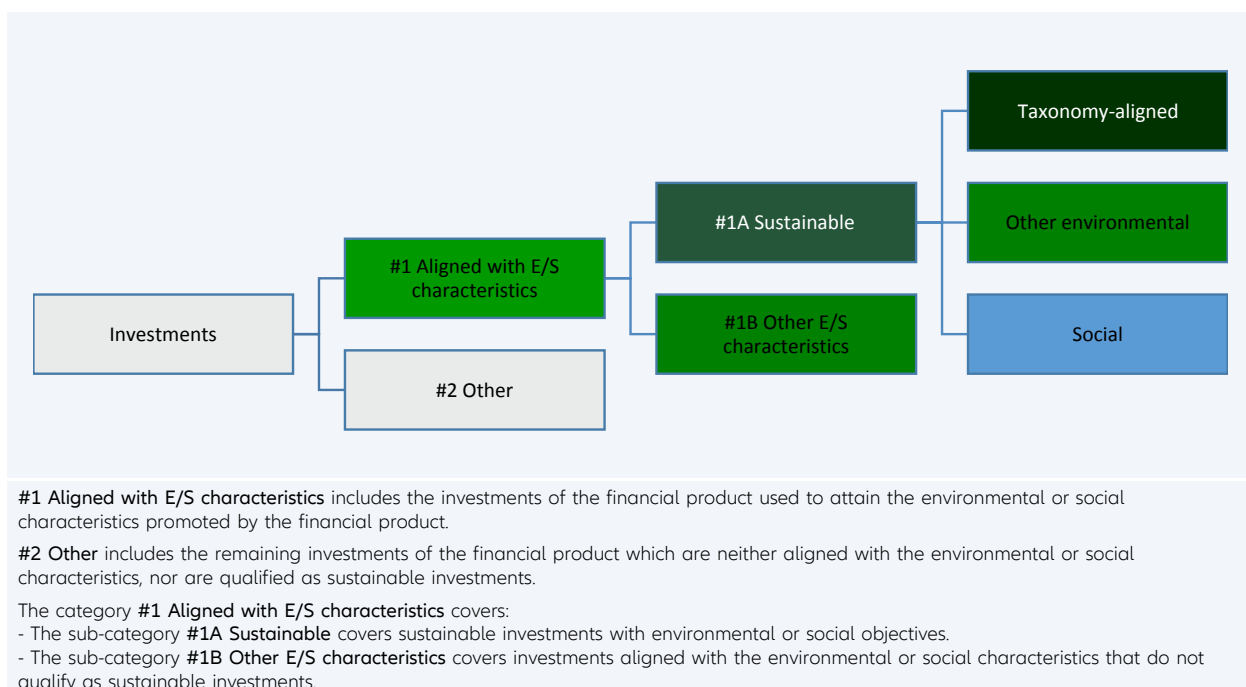 Taxonomy-aligned
#1A Sustainable
Other environmental
#1 Aligned with E/S
characteristics
Investments
#1B Other E/S
characteristics
Social
#2 Other
#1 Aligned with E/S characteristics includes the investments of the financial product used to attain the environmental or social
characteristics promoted by the financial product.
#2 Other includes the remaining investments of the financial product which are neither aligned with the environmental or social
characteristics, nor are qualified as sustainable investments.
The category #1 Aligned with E/S characteristics covers:
- The sub-category #1A Sustainable covers sustainable investments with environmental or social objectives.
- The sub-category #1B Other E/S characteristics covers investments aligned with the environmental or social characteristics that do not
qualify as sustainable investments.